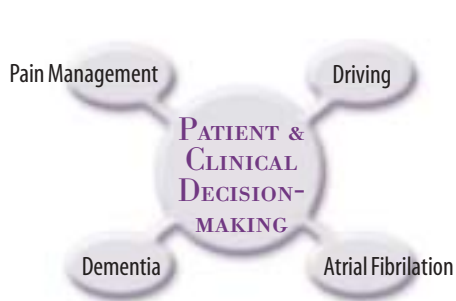 Pain Management
Driving
PATIENT &
CLINICAL
DECISION-
MAKING
Dementia
Atrial Fibrilation